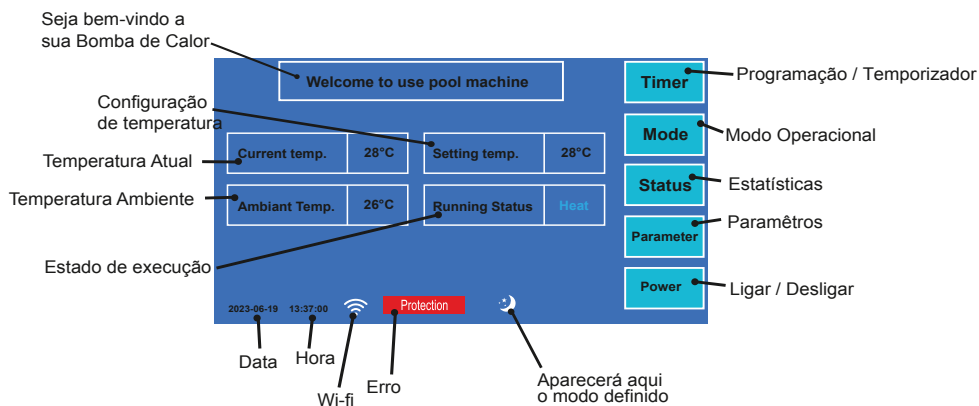 Seja bem-vindo a
sua Bomba de Calor
Welcome to use pool machine
Timer
Programação / Temporizador
Configuração
de temperatura
Mode
Modo Operacional
Current temp.
28°C
Setting temp.
28°C
Temperatura Atual
Status
Estatísticas
Temperatura Ambiente
Ambiant Temp.
26°C
Running Status
Heat
Parameter
Paramêtros
Estado de execução
Power
Ligar / Desligar
2023-06-19
13:37:00
Protection
Data
Hora
Wi-fi
Erro
Aparecerá aqui
o modo definido